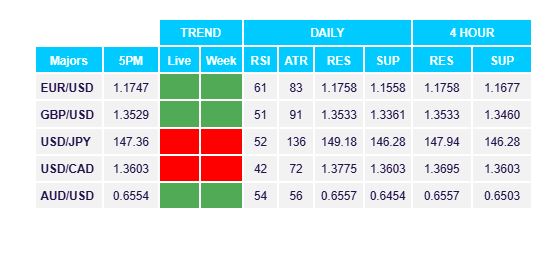 TREND DAILY 4 HOUR
Majors 5PM Live Week RSI ATR RES SUP RES SUP
EUR/USD 1.1747 61 83 1.1758 1.1558 1.1758 1.1677
GBP/USD 1.3529 51 91 1.3533 1.3361 1.3533 1.3460
USD/JPY 147.36 52 136 149.18 146.28 147.94 146.28
USD/CAD 1.3603 42 72 1.3775 1.3603 1.3695 1.3603
AUD/USD 0.6554 54 56 0.6557 0.6454 0.6557 0.6503